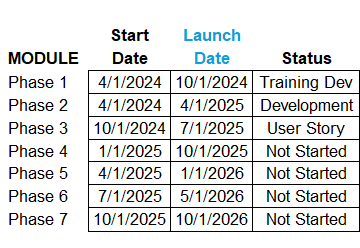 Start Launch
MODULE Date Date Status
Phase 1 4/1/2024 10/1/2024 Training Dev
Phase 2 4/1/2024 4/1/2025 Development
Phase 3 10/1/2024 7/1/2025 User Story
Phase 4 1/1/2025 10/1/2025 Not Started
Phase 5 4/1/2025 1/1/2026 Not Started
Phase 6 7/1/2025 5/1/2026 Not Started
Phase 7 10/1/2025 10/1/2026 Not Started